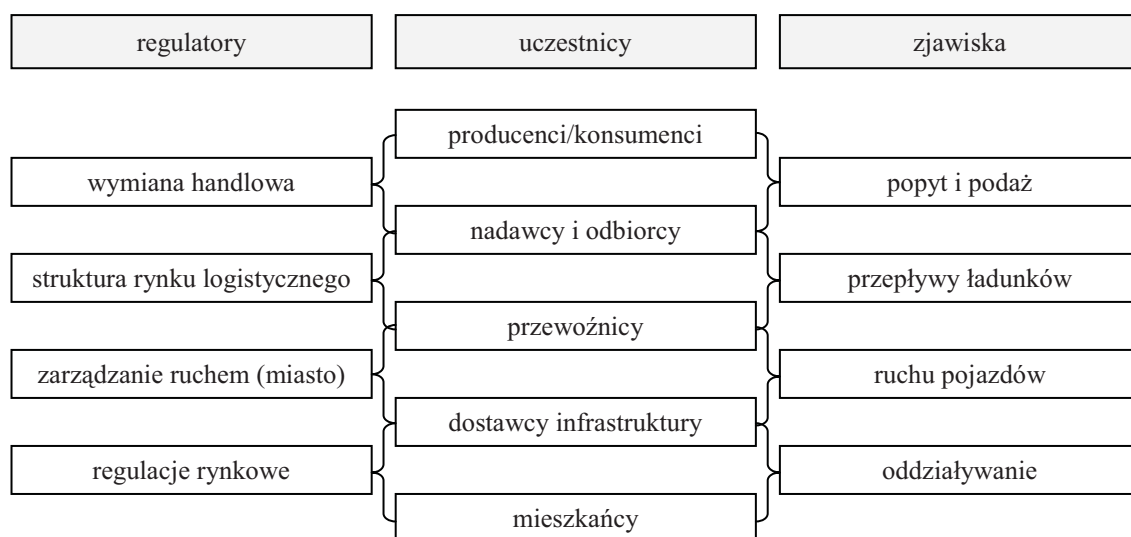 regulatory
uczestnicy
zjawiska
producenci/konsumenci
wymiana handlowa
popyt i podaż
nadawcy i odbiorcy
struktura rynku logistycznego
przepływy ładunków
przewoźnicy
zarządzanie ruchem (miasto)
ruchu pojazdów
dostawcy infrastruktury
regulacje rynkowe
oddziaływanie
mieszkańcy